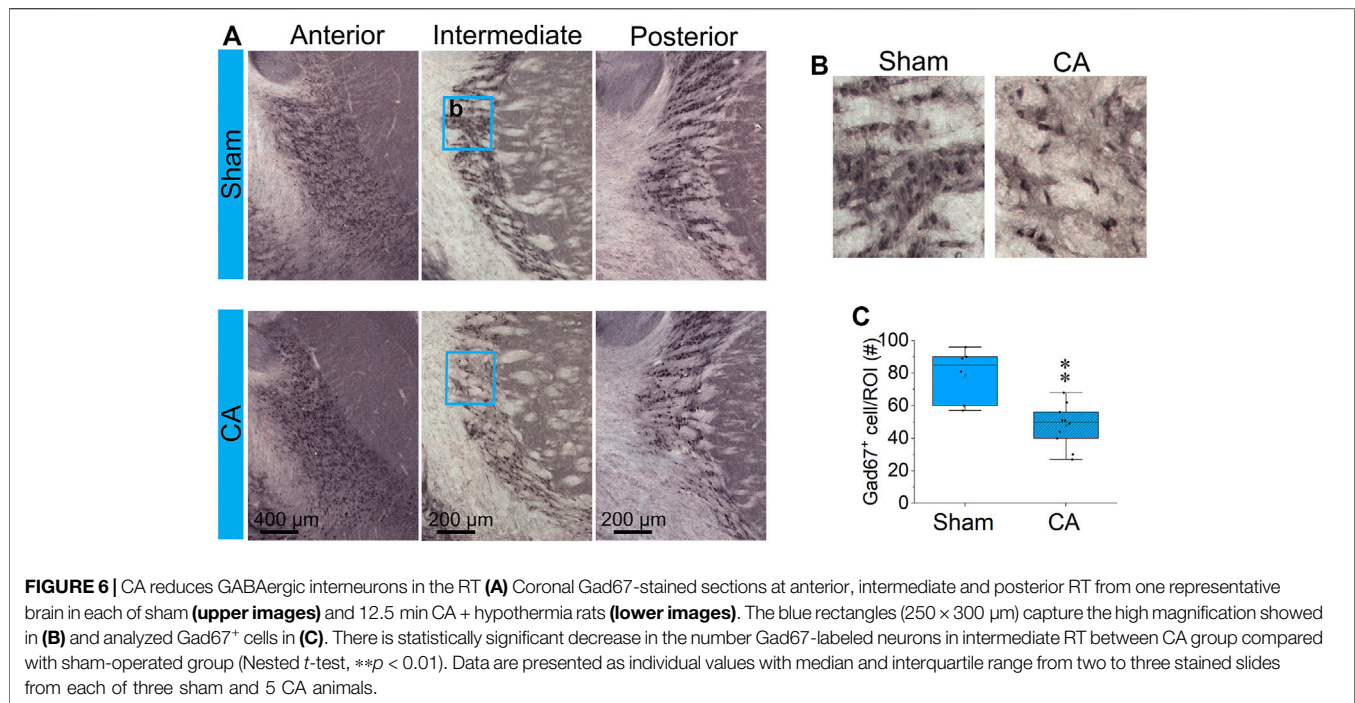 A
Anterior
Intermediate
Posterior
Sham
b
CA
400 µm
200 µm
200 µm
B
Sham
CA
C
Gad67+ cell/ROI (#)
100
80
60
40
20
0
**
Sham
CA
FIGURE 6 | CA reduces GABAergic interneurons in the RT (A) Coronal Gad67-stained sections at anterior, intermediate and posterior RT from one representative
brain in each of sham (upper images) and 12.5 min CA + hypothermia rats (lower images). The blue rectangles (250 × 300 µm) capture the high magnification showed
in (B) and analyzed Gad67+ cells in (C). There is statistically significant decrease in the number Gad67-labeled neurons in intermediate RT between CA group compared
with sham-operated group (Nested t-test, **p < 0.01). Data are presented as individual values with median and interquartile range from two to three stained slides
from each of three sham and 5 CA animals.